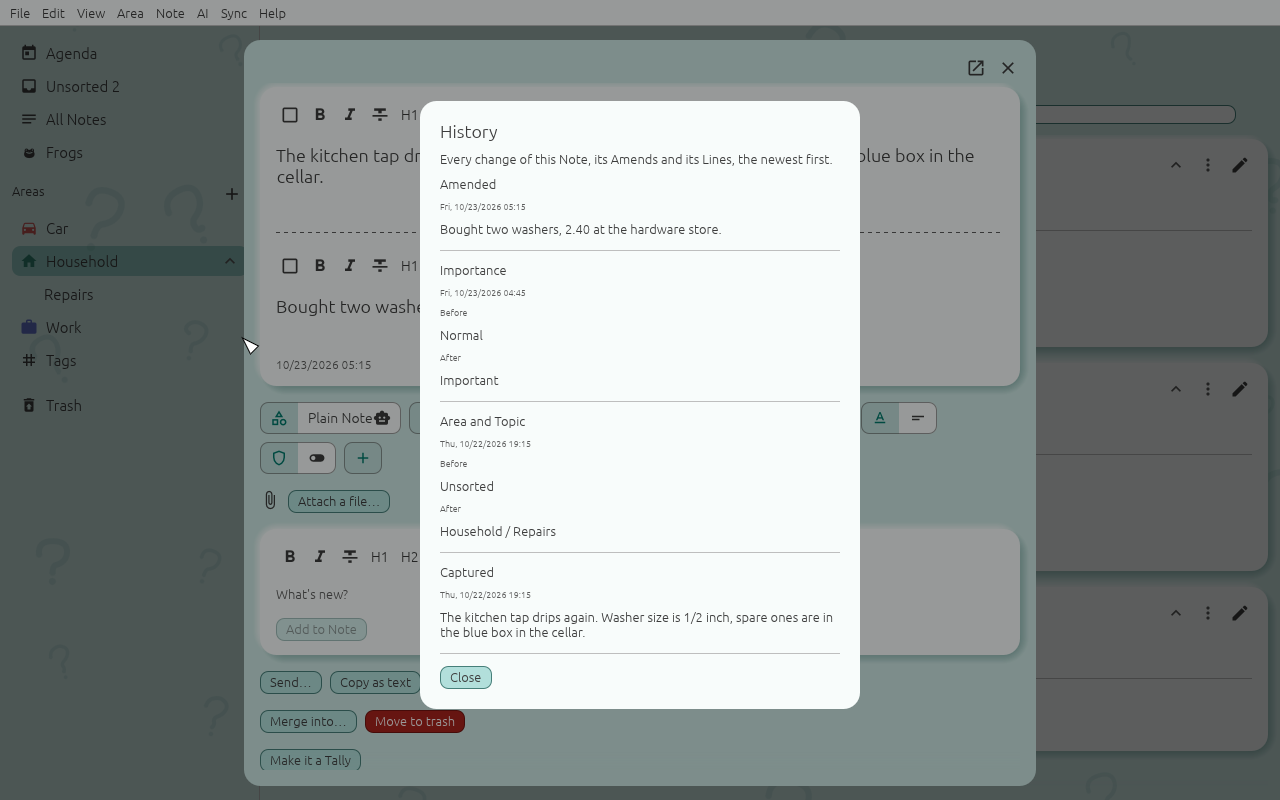 File Edit View Area Note AI Sync Help
Agenda
Unsorted 2
All Notes
Frogs
Areas
Car
Household
Repairs
Work
Tags
Trash
B I H1
The kitchen tap
blue box in the
cellar.
B I H1
Bought two
10/23/2026 05:15
Plain Note
A
Attach a file...
B I H1 H2
What's new?
Add to Note
Send... Copy as text
Merge into... Move to trash
Make it a Tally
History
Every change of this Note, its Amends and its Lines, the newest first.
Amended
Fri, 10/23/2026 05:15
Bought two washers, 2.40 at the hardware store.
Importance
Fri, 10/23/2026 04:45
Before
Normal
After
Important
Area and Topic
Thu, 10/22/2026 19:15
Before
Unsorted
After
Household / Repairs
Captured
Thu, 10/22/2026 19:15
The kitchen tap drips again. Washer size is 1/2 inch, spare ones are in
the blue box in the cellar.
Close